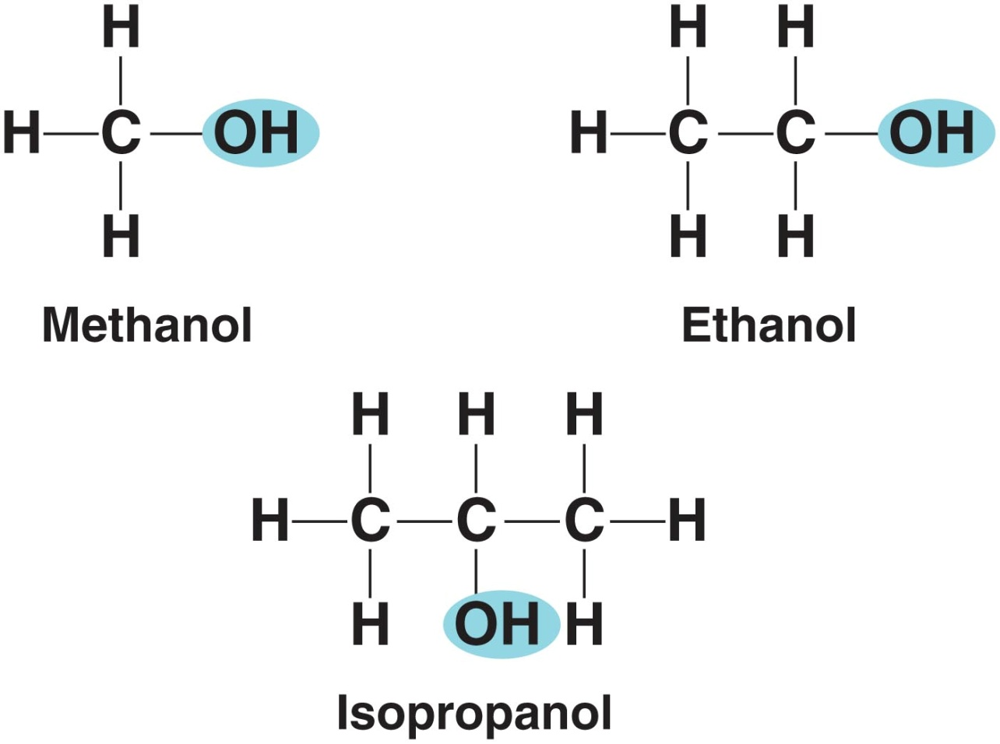 H
H C OH
H
Methanol
H H
H C C OH
H H
Ethanol
H H H
H C C C H
H OH H
Isopropanol